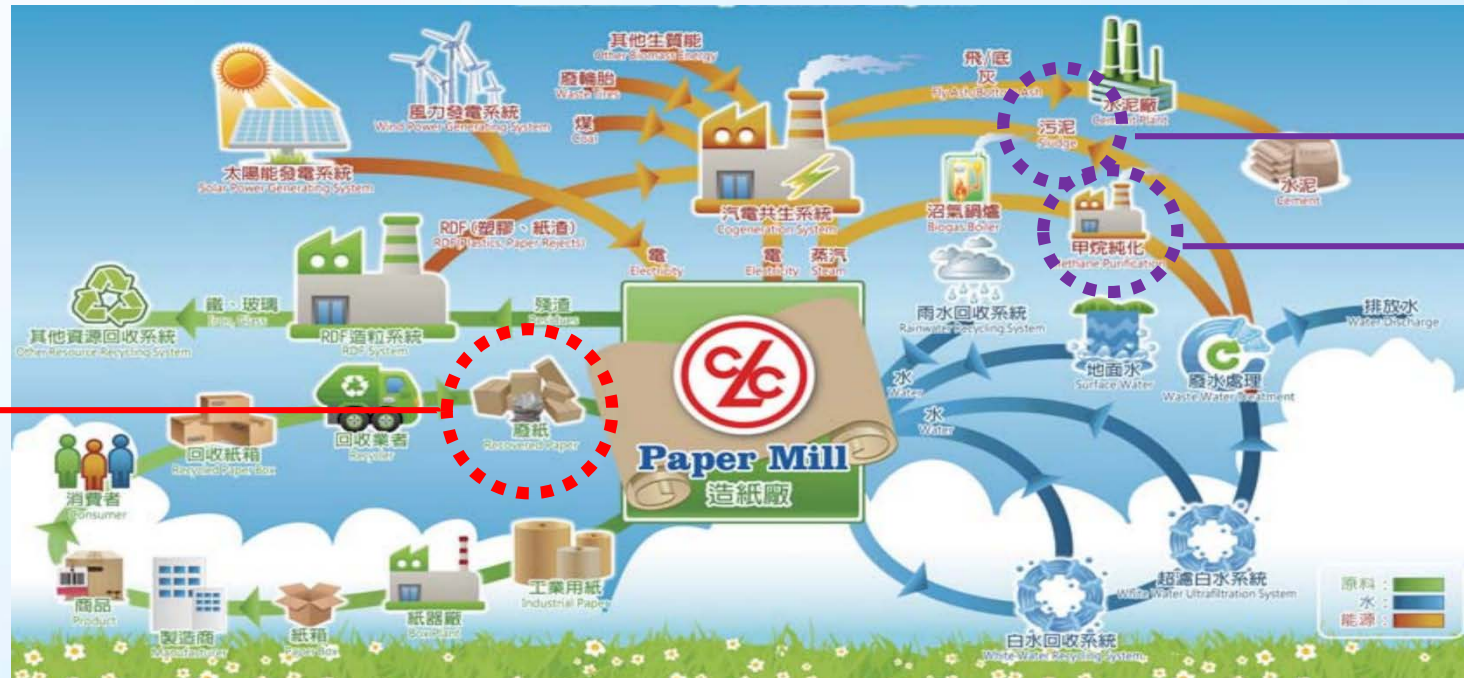 其他生質能
Other Biomass Energy
飛/底
灰
Fly Ash/Bottom Ash
廢輪胎
Waste Tires
風力發電系統
Wind Power Generating System
煤
Coal
水泥廠
Cement Plant
污泥
Sludge
太陽能發電系統
Solar Power Generating System
水泥
Cement
汽電共生系統
Cogeneration System
沼氣鍋爐
Biogas Boiler
RDF(塑膠、紙渣)
RDF(Plastics, Paper Rejects)
甲烷純化
Methane Purification
電
Electricity
電
Electricity
蒸汽
Steam
鐵、玻璃
Iron, Glass
殘渣
Residues
雨水回收系統
Rainwater Recycling System
排放水
Water Discharge
其他資源回收系統
Other Resource Recycling System
RDF造粒系統
RDF System
地面水
Surface Water
廢水處理
Waste Water Treatment
水
Water
水
Water
CLC
Paper Mill
造紙廠
廢紙
Recovered Paper
回收業者
Recycler
回收紙箱
Recycled Paper Box
消費者
Consumer
工業用紙
Industrial Paper
紙器廠
Box Plant
紙箱
Paper Box
製造商
Manufacturer
商品
Product
超濾白水系統
White Water Ultrafiltration System
白水回收系統
White Water Recycling System
原料：
水：
能源：